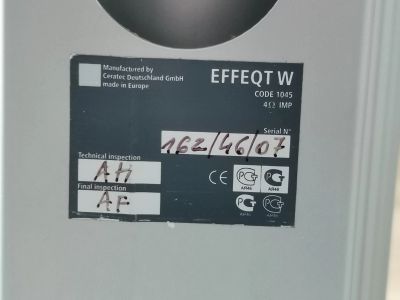 Manufactured by
Ceratec Deutschland GmbH
made in Europe
EFFEQT W
CODE 1045
4Ω IMP
Serial N°
162/46/07
Technical inspection
AH
Final inspection
AF
CE